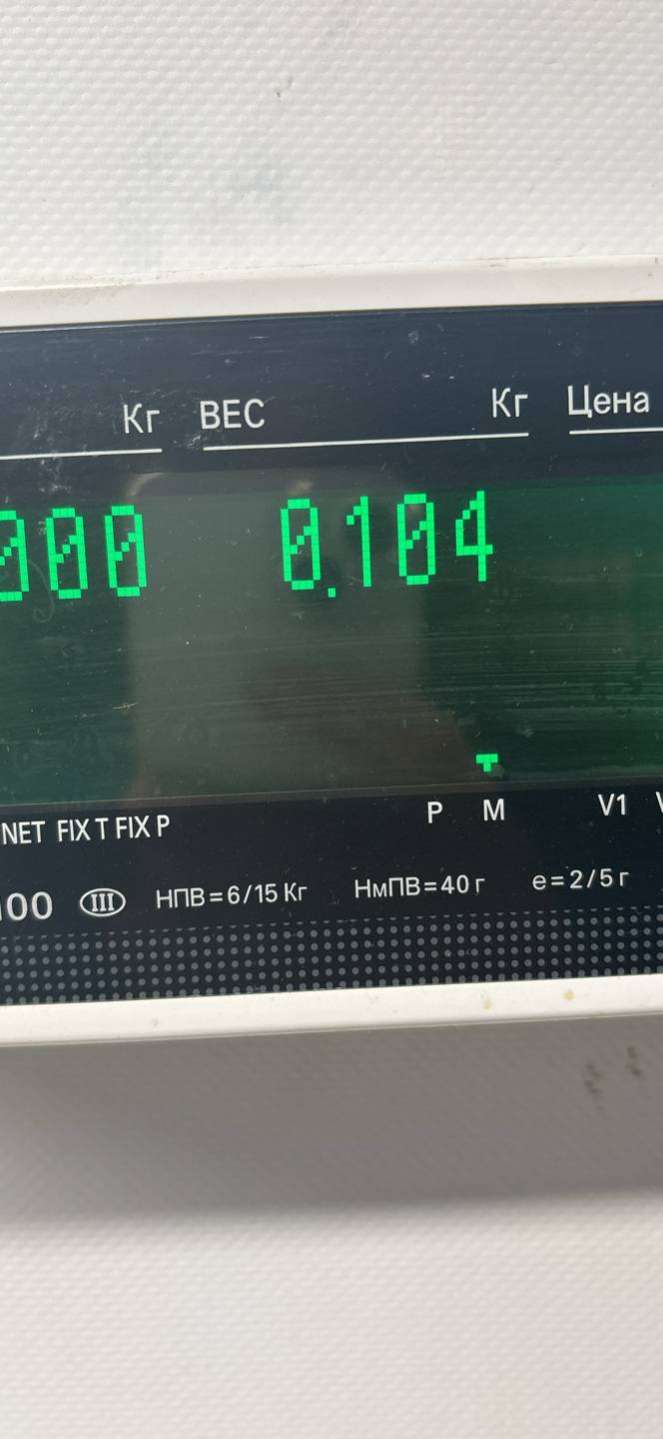 Кг ВЕС Кг Цена
000 0.104
NET FIX T FIX P P M V1
00 III НПВ=6/15 Кг НмПВ=40 г e=2/5 г